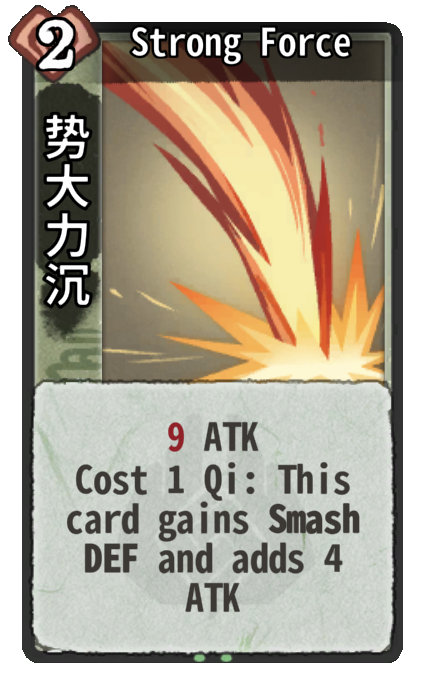 2
Strong Force
势大力沉
9 ATK
Cost 1 Qi: This
card gains Smash
DEF and adds 4
ATK